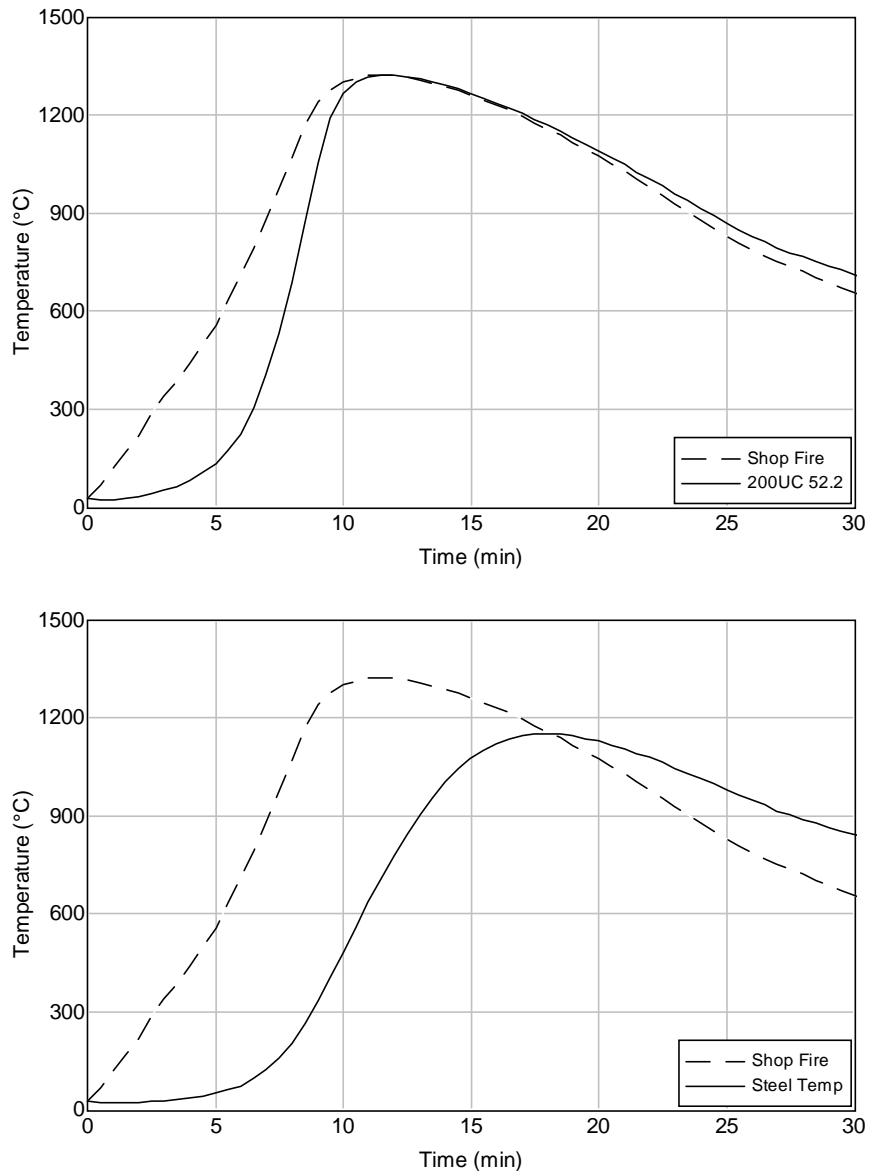 1500
1200
900
600
300
0
Temperature (°C)
Shop Fire
200UC 52.2
0 5 10 15 20 25 30
Time (min)
1500
1200
900
600
300
0
Temperature (°C)
Shop Fire
Steel Temp
0 5 10 15 20 25 30
Time (min)